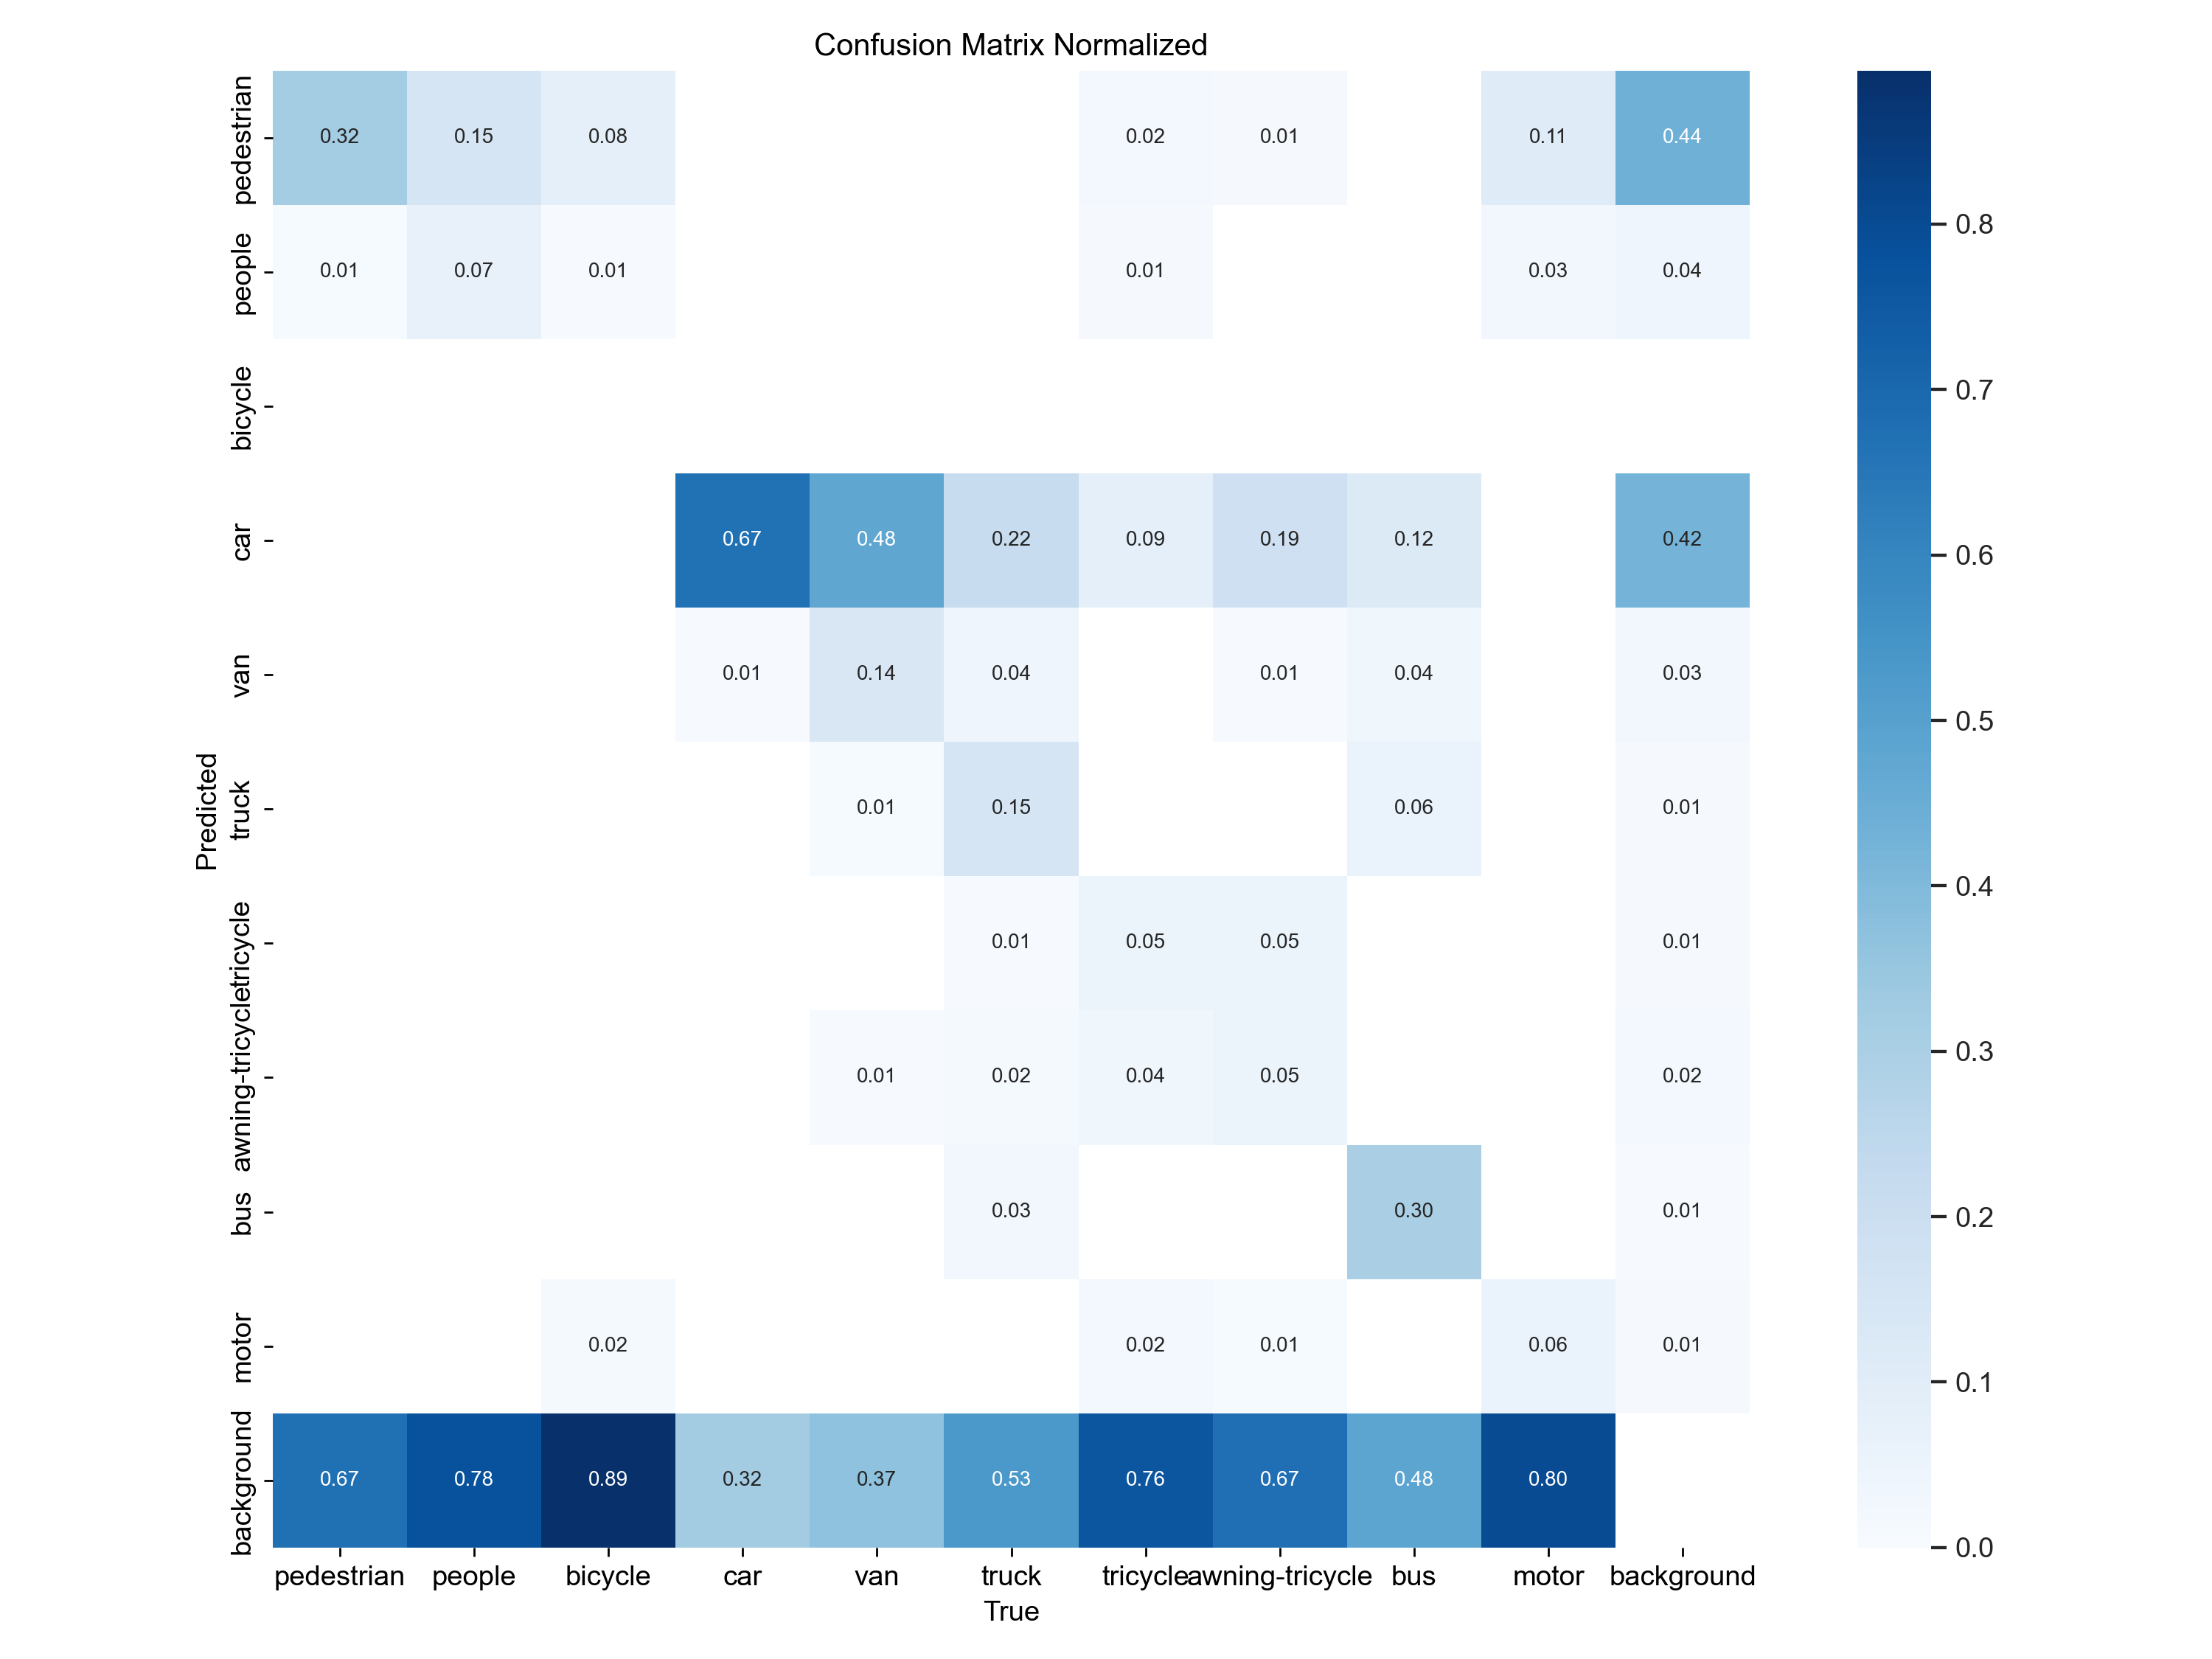 Confusion Matrix Normalized
pedestrian 0.32 0.15 0.08 0.02 0.01 0.11 0.44
people 0.01 0.07 0.01 0.01 0.03 0.04
bicycle
car 0.67 0.48 0.22 0.09 0.19 0.12 0.42
van 0.01 0.14 0.04 0.01 0.04 0.03
truck 0.01 0.15 0.06 0.01
tricycle 0.01 0.05 0.05 0.01
awning-tricycle 0.01 0.02 0.04 0.05 0.02
bus 0.03 0.30 0.01
motor 0.02 0.02 0.01 0.06 0.01
background 0.67 0.78 0.89 0.32 0.37 0.53 0.76 0.67 0.48 0.80
Predicted
pedestrian people bicycle car van truck tricycle awning-tricycle bus motor background
True
0.8
0.7
0.6
0.5
0.4
0.3
0.2
0.1
0.0